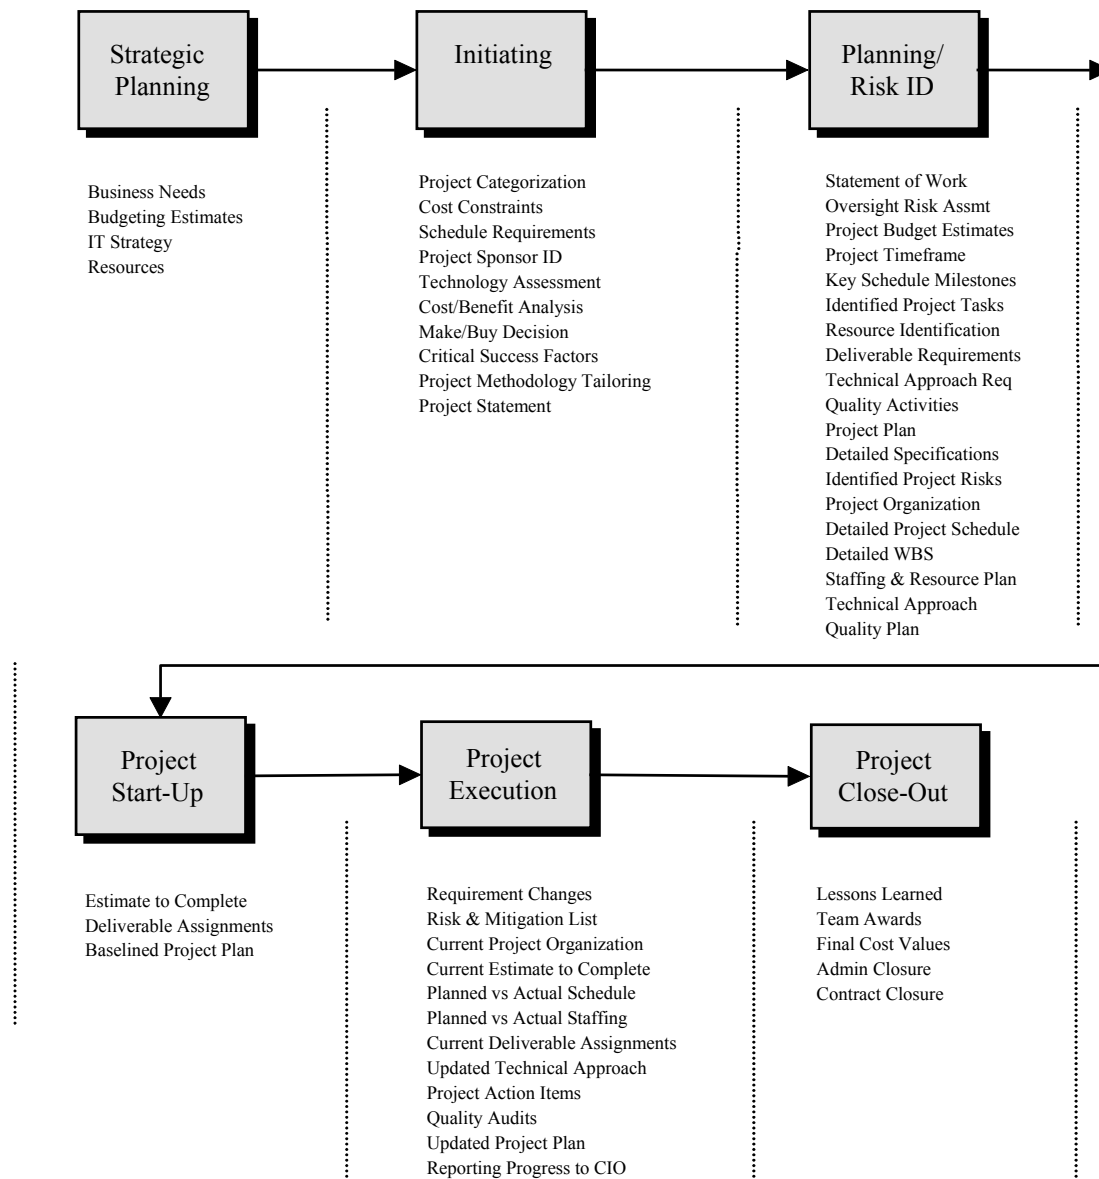 Strategic
Planning
Initiating
Planning/
Risk ID
Business Needs
Budgeting Estimates
IT Strategy
Resources
Project Categorization
Cost Constraints
Schedule Requirements
Project Sponsor ID
Technology Assessment
Cost/Benefit Analysis
Make/Buy Decision
Critical Success Factors
Project Methodology Tailoring
Project Statement
Statement of Work
Oversight Risk Assmt
Project Budget Estimates
Project Timeframe
Key Schedule Milestones
Identified Project Tasks
Resource Identification
Deliverable Requirements
Technical Approach Req
Quality Activities
Project Plan
Detailed Specifications
Identified Project Risks
Project Organization
Detailed Project Schedule
Detailed WBS
Staffing & Resource Plan
Technical Approach
Quality Plan
Project
Start-Up
Project
Execution
Project
Close-Out
Estimate to Complete
Deliverable Assignments
Baselined Project Plan
Requirement Changes
Risk & Mitigation List
Current Project Organization
Current Estimate to Complete
Planned vs Actual Schedule
Planned vs Actual Staffing
Current Deliverable Assignments
Updated Technical Approach
Project Action Items
Quality Audits
Updated Project Plan
Reporting Progress to CIO
Lessons Learned
Team Awards
Final Cost Values
Admin Closure
Contract Closure